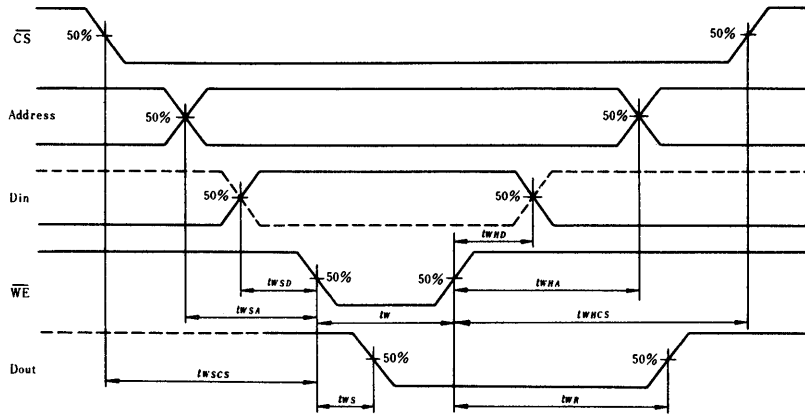 CS
50%
50%
Address
50%
50%
Din
50%
50%
tWHD
WE
tWSD
50%
50%
tWHA
tWSA
tW
tWHCS
Dout
50%
50%
tWSCS
tWS
tWR